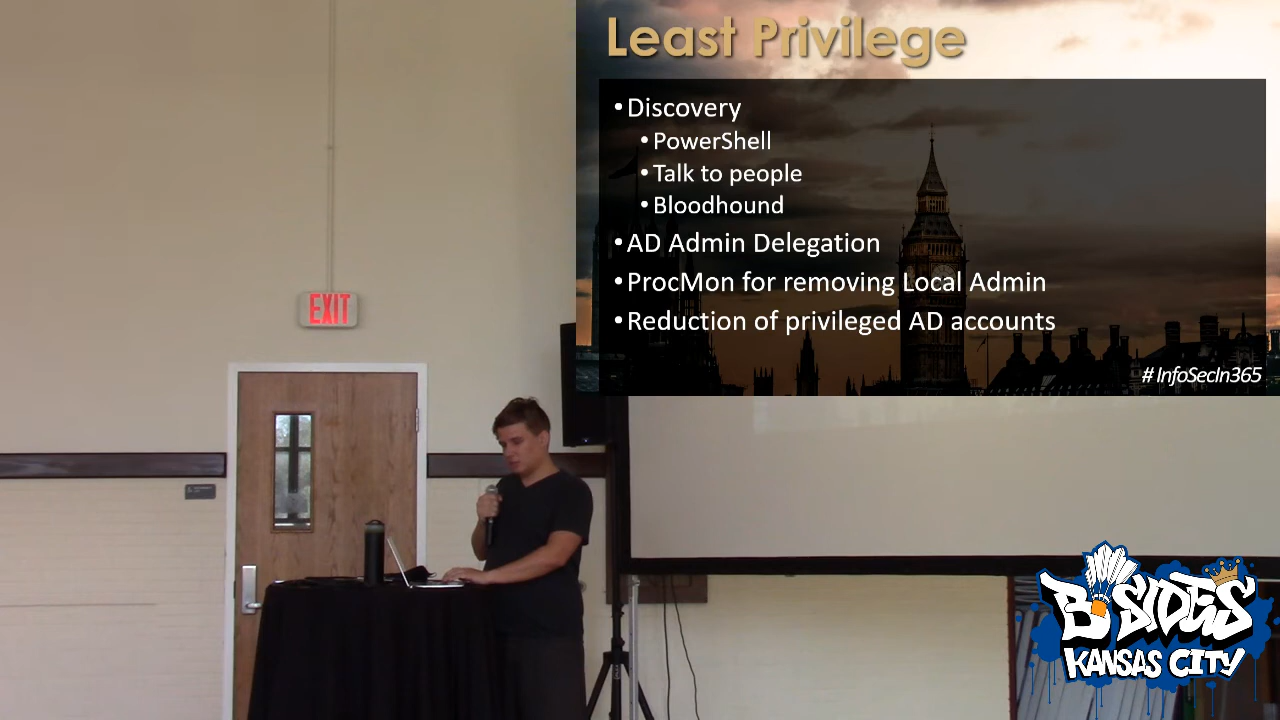 Least Privilege
•Discovery
•PowerShell
•Talk to people
•Bloodhound
•AD Admin Delegation
•ProcMon for removing Local Admin
•Reduction of privileged AD accounts
# InfoSecIn365
EXIT
B-SIDES
KANSAS CITY